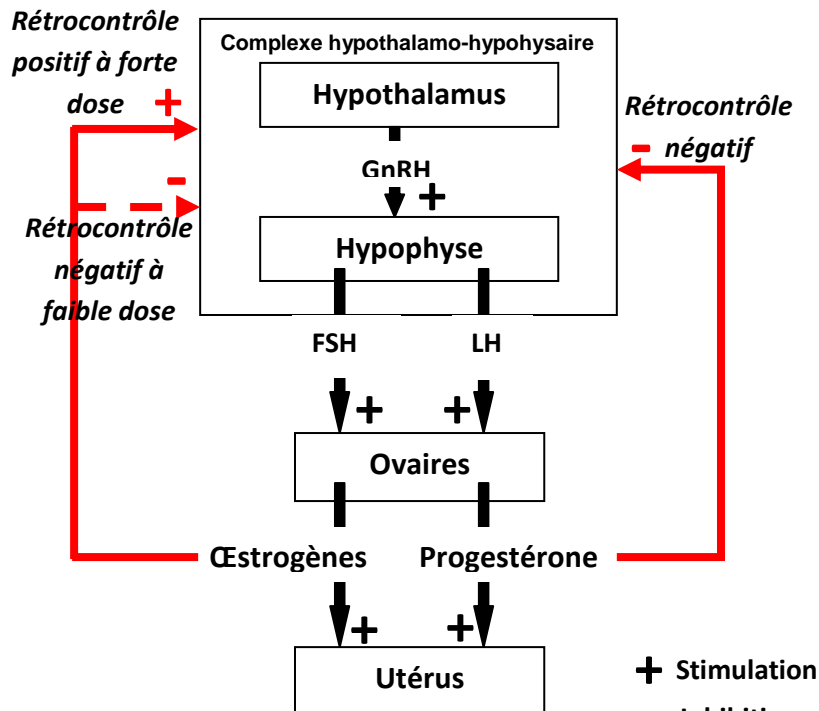 Rétrocontrôle
positif à forte
dose +
Complexe hypothalamo-hypohysaire
Hypothalamus
Rétrocontrôle
- négatif
GnRH
+
-
Rétrocontrôle
négatif à
faible dose
Hypophyse
FSH LH
+ +
Ovaires
Œstrogènes Progestérone
+ +
Utérus
+ Stimulation